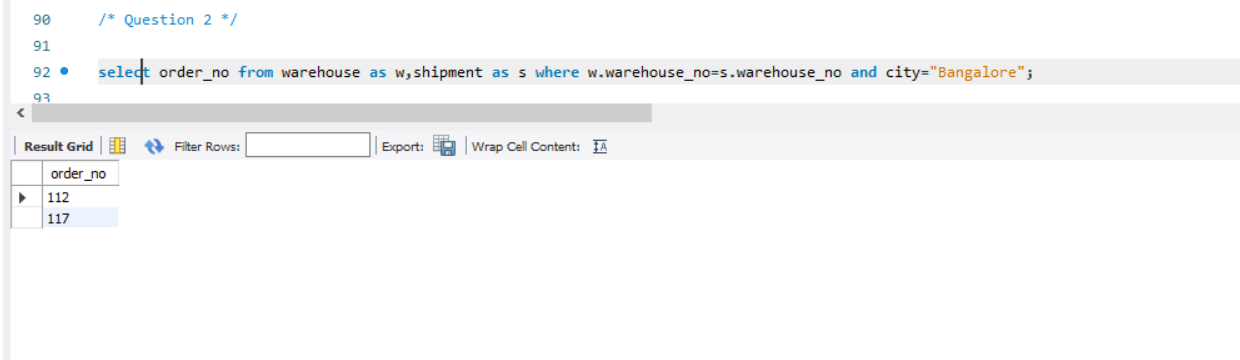 90 /* Question 2 */
91
92 select order_no from warehouse as w,shipment as s where w.warehouse_no=s.warehouse_no and city="Bangalore";
93
Result Grid Filter Rows: Export: Wrap Cell Content: IA
order_no
112
117